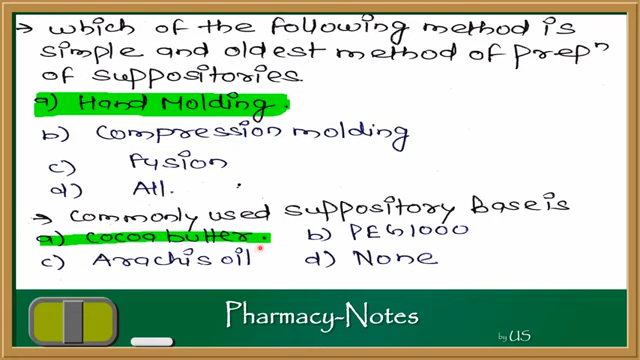 → which of the following method is
simple and oldest method of prepⁿ
of suppositories.
a) Hand Molding.
b) Compression molding
c) Fusion
d) All.
→ Commonly used suppository Base is
a) cocoa butter. b) PEG1000
c) Arachis oil d) None
Pharmacy-Notes
by US